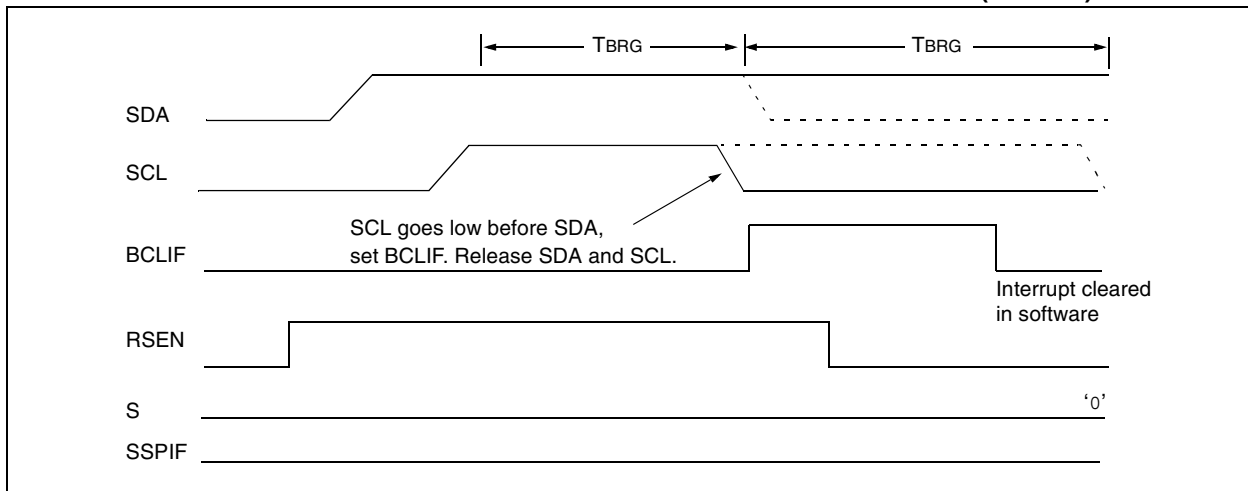 TBRG
TBRG
SDA
SCL
SCL goes low before SDA,
set BCLIF. Release SDA and SCL.
BCLIF
Interrupt cleared
in software
RSEN
S
‘0’
SSPIF